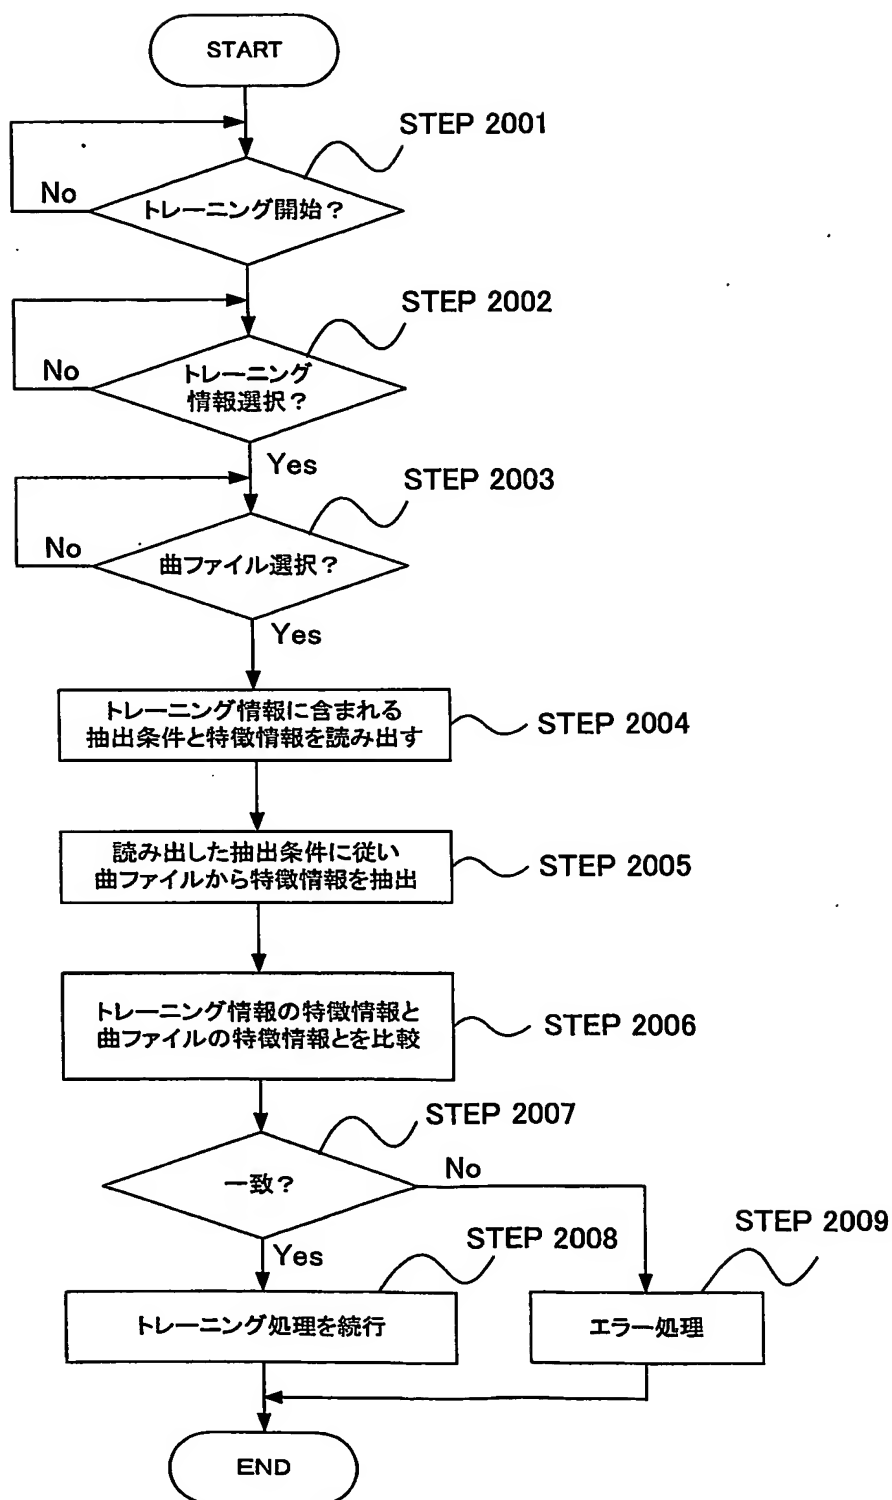 START
STEP 2001
No
トレーニング開始？
STEP 2002
No
トレーニング
情報選択？
Yes
STEP 2003
No
曲ファイル選択？
Yes
トレーニング情報に含まれる
抽出条件と特徴情報を読み出す
STEP 2004
読み出した抽出条件に従い
曲ファイルから特徴情報を抽出
STEP 2005
トレーニング情報の特徴情報と
曲ファイルの特徴情報とを比較
STEP 2006
STEP 2007
一致？
No
Yes
STEP 2008
STEP 2009
トレーニング処理を続行
エラー処理
END